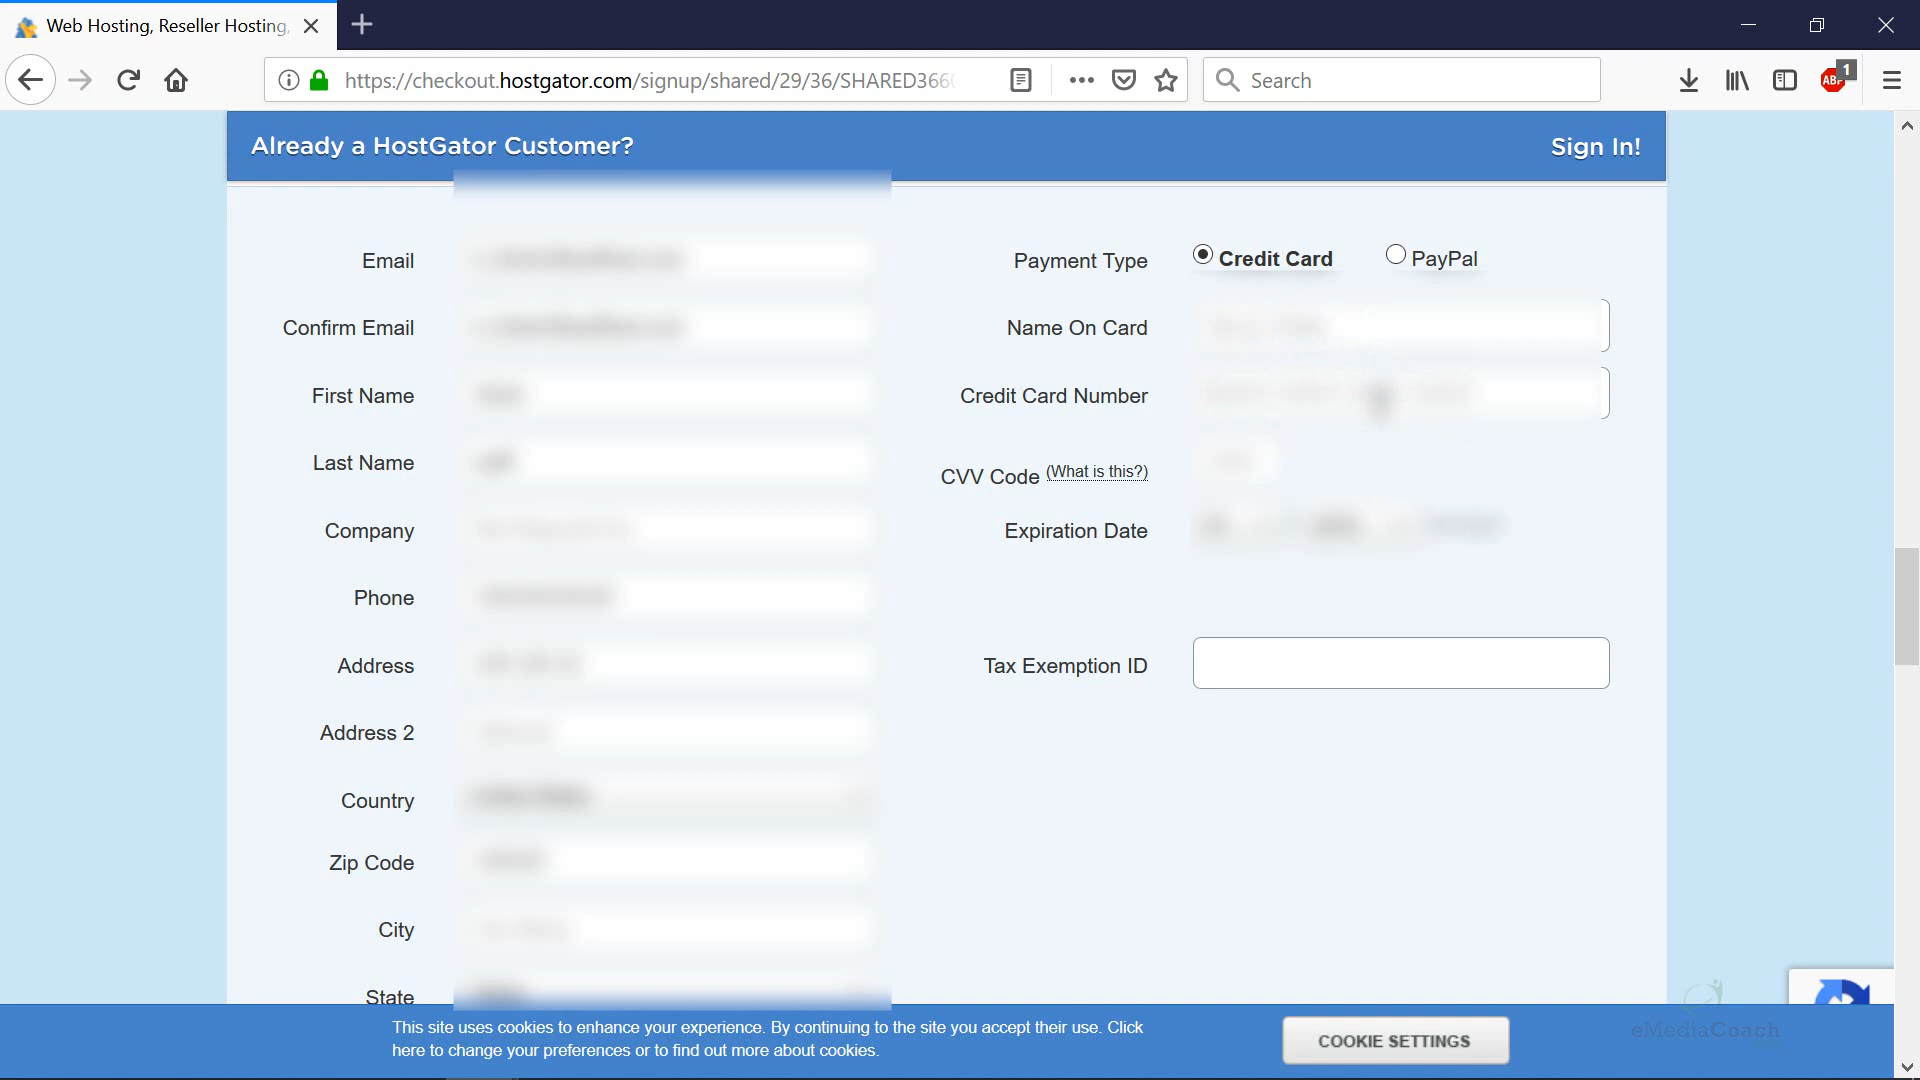 Web Hosting, Reseller Hosting,
https://checkout.hostgator.com/signup/shared/29/36/SHARED366
Search
ABP
1
Already a HostGator Customer?
Sign In!
Email
Confirm Email
First Name
Last Name
Company
Phone
Address
Address 2
Country
Zip Code
City
State
Payment Type
Credit Card
PayPal
Name On Card
Credit Card Number
CVV Code (What is this?)
Expiration Date
Tax Exemption ID
This site uses cookies to enhance your experience. By continuing to the site you accept their use. Click
here to change your preferences or to find out more about cookies.
COOKIE SETTINGS
eMediaCoach